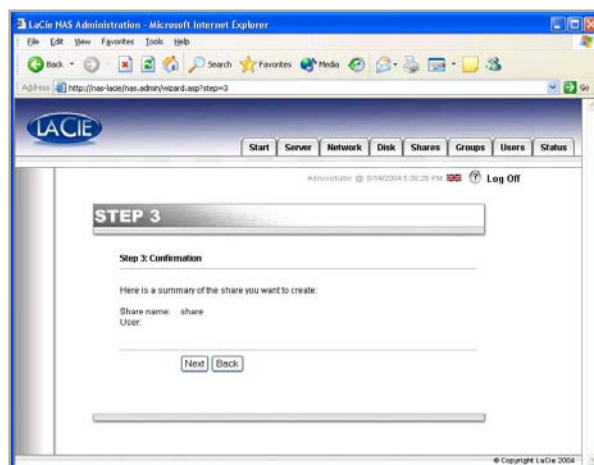 LaCie NAS Administration - Microsoft Internet Explorer
File Edit View Favorites Tools Help
Back Search Favorites Media
Address http://nas-lacie/nas.admin/wizard.asp?step=3 Go
LACIE
Start Server Network Disk Shares Groups Users Status
Administrator @ PM Log Off
STEP 3
Step 3: Confirmation
Here is a summary of the share you want to create:
Share name: share
User:
Next Back
© Copyright LaCie 2004